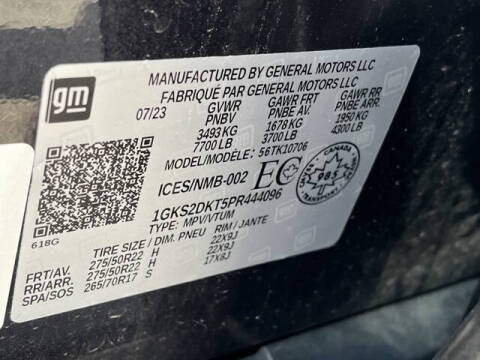 gm
MANUFACTURED BY GENERAL MOTORS LLC
FABRIQUÉ PAR GENERAL MOTORS LLC
07/23 GVWR GAWR FRT GAWR RR
PNBV PNBE AV. PNBE ARR.
3493 KG 1678 KG 1950 KG
7700 LB 3700 LB 4300 LB
MODEL/MODÈLE: 56TK10706
ICES/NMB-002 EC CANADA 985
1GKS2DKT5PR444096
TYPE: MPV/VTUM
618G
TIRE SIZE / DIM. PNEU RIM / JANTE
FRT/AV. 275/50R22 H 22X9J
RR/ARR. 275/50R22 H 22X9J
SPA/SOS 265/70R17 S 17X8J